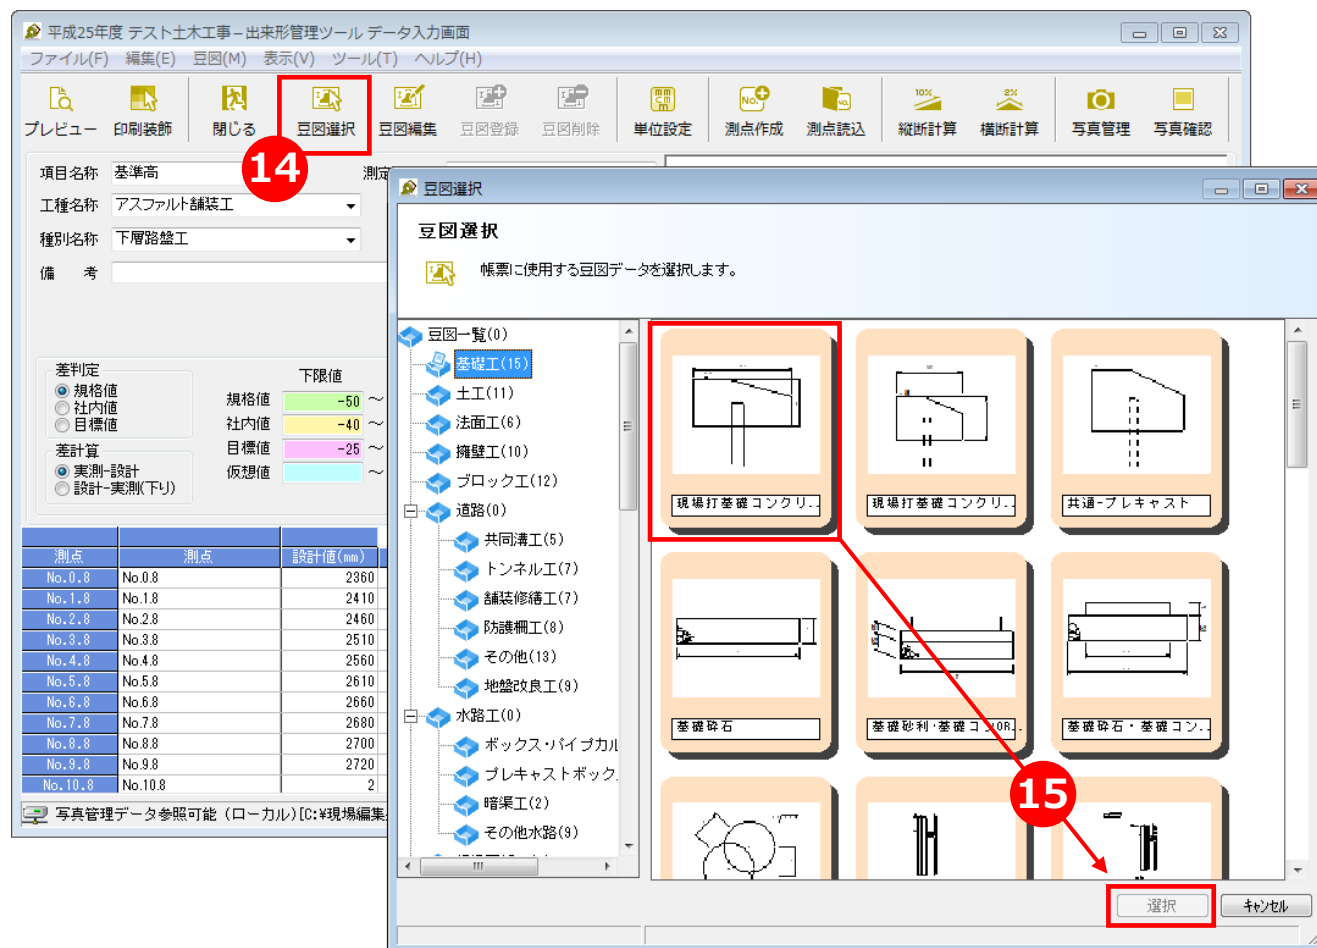 平成25年度 テスト土木工事 – 出来形管理ツール データ入力画面
ファイル(F) 編集(E) 豆図(M) 表示(V) ツール(T) ヘルプ(H)
プレビュー 印刷装飾 閉じる 豆図選択 豆図編集 豆図登録 豆図削除 単位設定 測点作成 測点読込 縦断計算 横断計算 写真管理 写真確認
14
項目名称 基準高 測定
工種名称 アスファルト舗装工
種別名称 下層路盤工
備 考
差判定
規格値
社内値
目標値
差計算
実測-設計
設計-実測(下り)
下限値
規格値 -50 ～
社内値 -40 ～
目標値 -25 ～
仮想値 ～
測点 測点 設計値(mm)
No.0.8 No.0.8 2360
No.1.8 No.1.8 2410
No.2.8 No.2.8 2460
No.3.8 No.3.8 2510
No.4.8 No.4.8 2560
No.5.8 No.5.8 2610
No.6.8 No.6.8 2660
No.7.8 No.7.8 2680
No.8.8 No.8.8 2700
No.9.8 No.9.8 2720
No.10.8 No.10.8 2
写真管理データ参照可能 (ローカル)[C:¥現場編集
豆図選択
豆図選択
帳票に使用する豆図データを選択します。
豆図一覧(0)
基礎工(15)
土工(11)
法面工(6)
擁壁工(10)
ブロック工(12)
道路(0)
共同溝工(5)
トンネル工(7)
舗装修繕工(7)
防護柵工(8)
その他(13)
地盤改良工(9)
水路工(0)
ボックス・パイプカル
プレキャストボック
暗渠工(2)
その他水路(9)
現場打基礎コンクリ..
現場打基礎コンクリ..
共通-プレキャスト
基礎砕石
基礎砂利・基礎コンOR..
基礎砕石・基礎コン..
15
選択 キャンセル